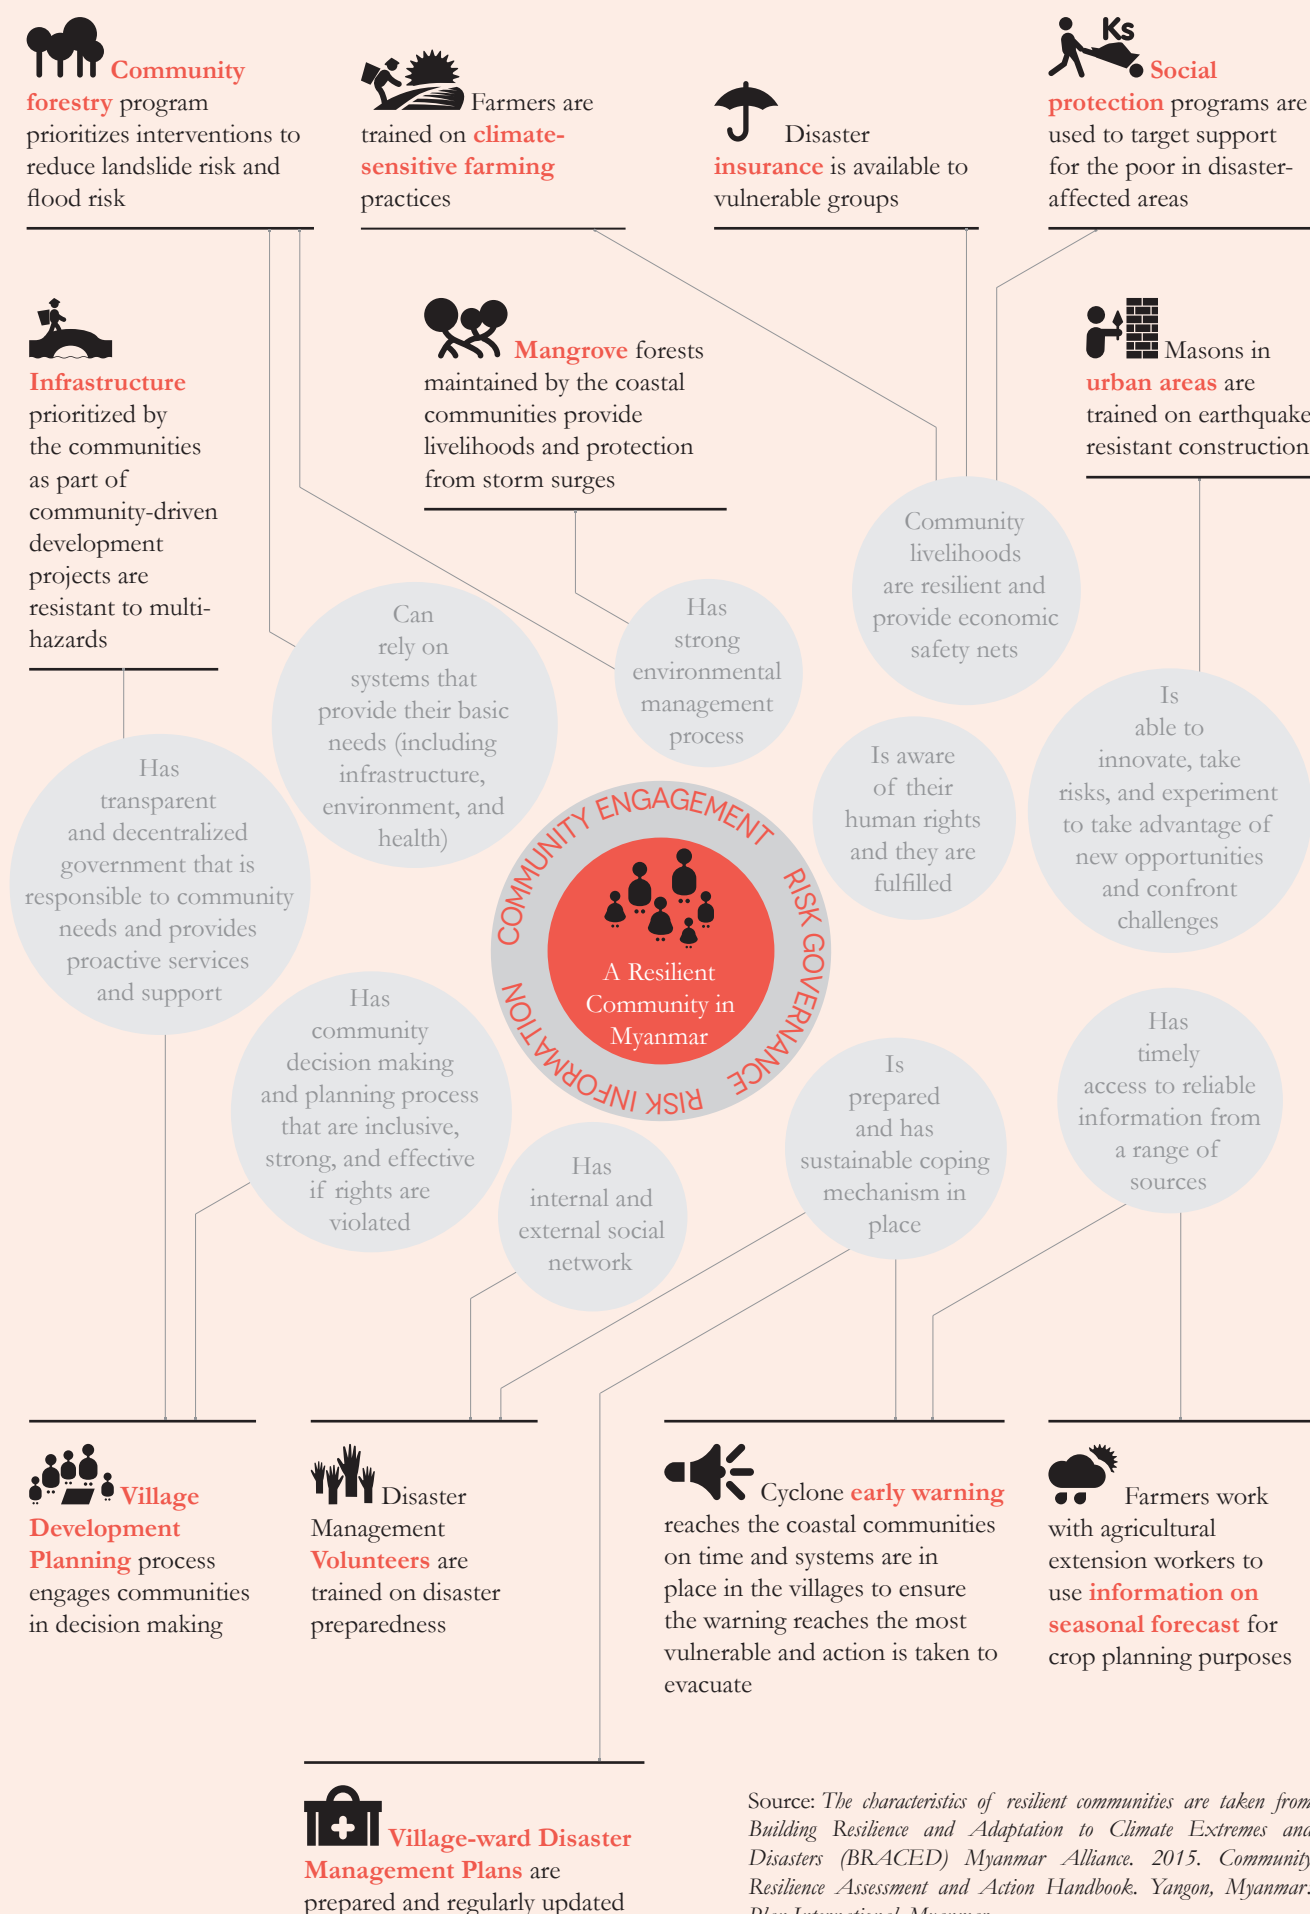 Community
forestry program
prioritizes interventions to
reduce landslide risk and
flood risk
Farmers are
trained on climate-
sensitive farming
practices
Disaster
insurance is available to
vulnerable groups
Ks
Social
protection programs are
used to target support
for the poor in disaster-
affected areas
Infrastructure
prioritized by
the communities
as part of
community-driven
development
projects are
resistant to multi-
hazards
Mangrove forests
maintained by the coastal
communities provide
livelihoods and protection
from storm surges
Masons in
urban areas are
trained on earthquake
resistant construction
Community
livelihoods
are resilient and
provide economic
safety nets
Can
rely on
systems that
provide their basic
needs (including
infrastructure,
environment, and
health)
Has
strong
environmental
management
process
Is
able to
innovate, take
risks, and experiment
to take advantage of
new opportunities
and confront
challenges
Has
transparent
and decentralized
government that is
responsible to community
needs and provides
proactive services
and support
Is aware
of their
human rights
and they are
fulfilled
COMMUNITY ENGAGEMENT
RISK GOVERNANCE
RISK INFORMATION
A Resilient
Community in
Myanmar
Has
community
decision making
and planning process
that are inclusive,
strong, and effective
if rights are
violated
Has
internal and
external social
network
Is
prepared
and has
sustainable coping
mechanism in
place
Has
timely
access to reliable
information from
a range of
sources
Village
Development
Planning process
engages communities
in decision making
Disaster
Management
Volunteers are
trained on disaster
preparedness
Cyclone early warning
reaches the coastal communities
on time and systems are in
place in the villages to ensure
the warning reaches the most
vulnerable and action is taken to
evacuate
Farmers work
with agricultural
extension workers to
use information on
seasonal forecast for
crop planning purposes
Village-ward Disaster
Management Plans are
prepared and regularly updated
Source: The characteristics of resilient communities are taken from
Building Resilience and Adaptation to Climate Extremes and
Disasters (BRACED) Myanmar Alliance. 2015. Community
Resilience Assessment and Action Handbook. Yangon, Myanmar:
Plan International Myanmar